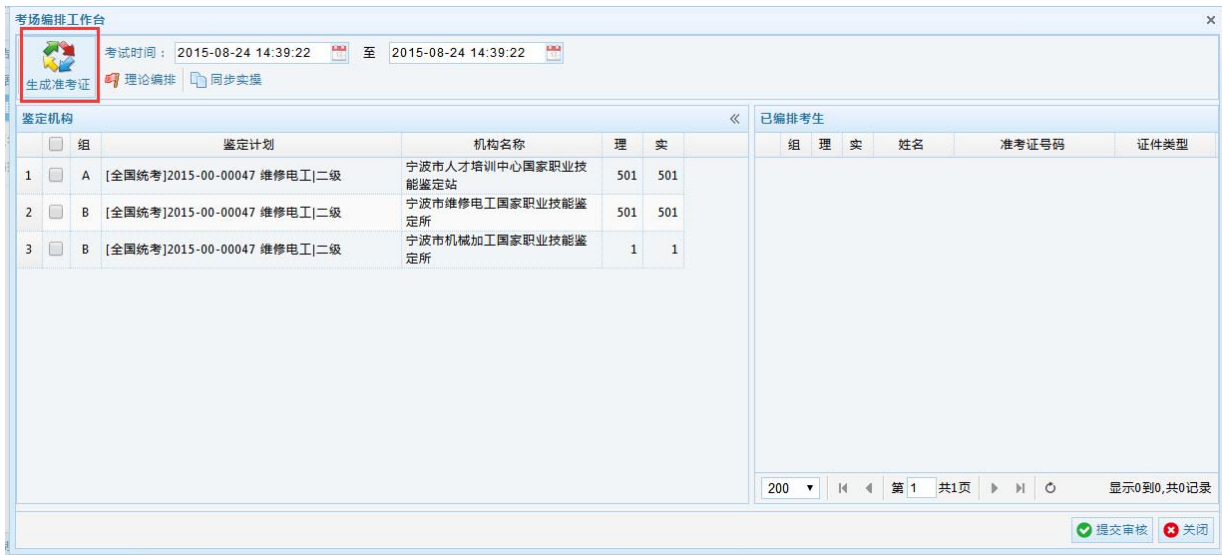 考场编排工作台
考试时间： 2015-08-24 14:39:22 至 2015-08-24 14:39:22
生成准考证 理论编排 同步实操
鉴定机构
已编排考生
组 鉴定计划 机构名称 理 实
组 理 实 姓名 准考证号码 证件类型
1 A [全国统考]2015-00-00047 维修电工|二级 宁波市人才培训中心国家职业技
能鉴定站 501 501
2 B [全国统考]2015-00-00047 维修电工|二级 宁波市维修电工国家职业技能鉴
定所 501 501
3 B [全国统考]2015-00-00047 维修电工|二级 宁波市机械加工国家职业技能鉴
定所 1 1
200 第 1 共1页 显示0到0,共0记录
提交审核 关闭